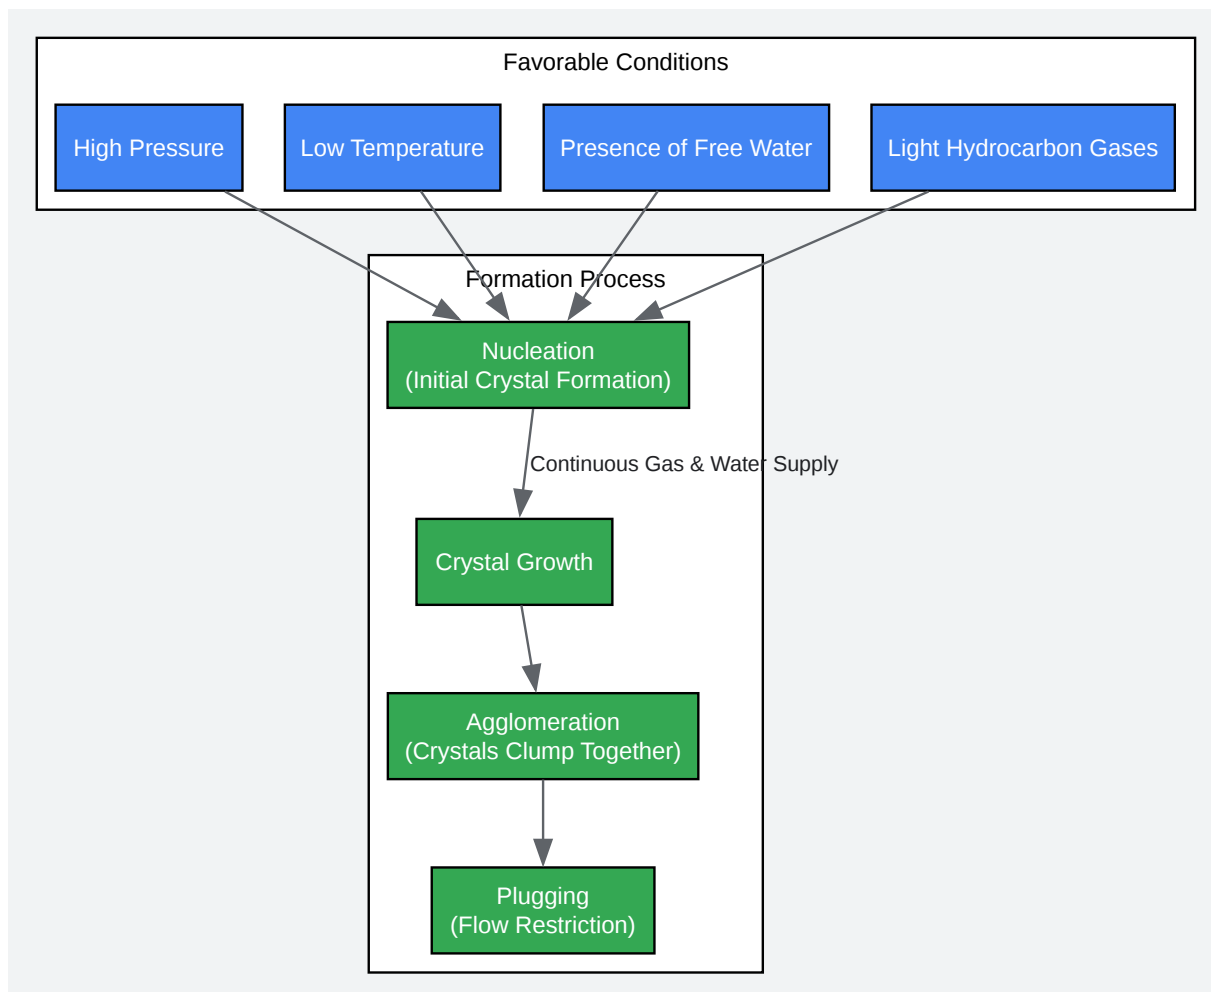 Favorable Conditions
High Pressure
Low Temperature
Presence of Free Water
Light Hydrocarbon Gases
Formation Process
Nucleation
(Initial Crystal Formation)
Continuous Gas & Water Supply
Crystal Growth
Agglomeration
(Crystals Clump Together)
Plugging
(Flow Restriction)